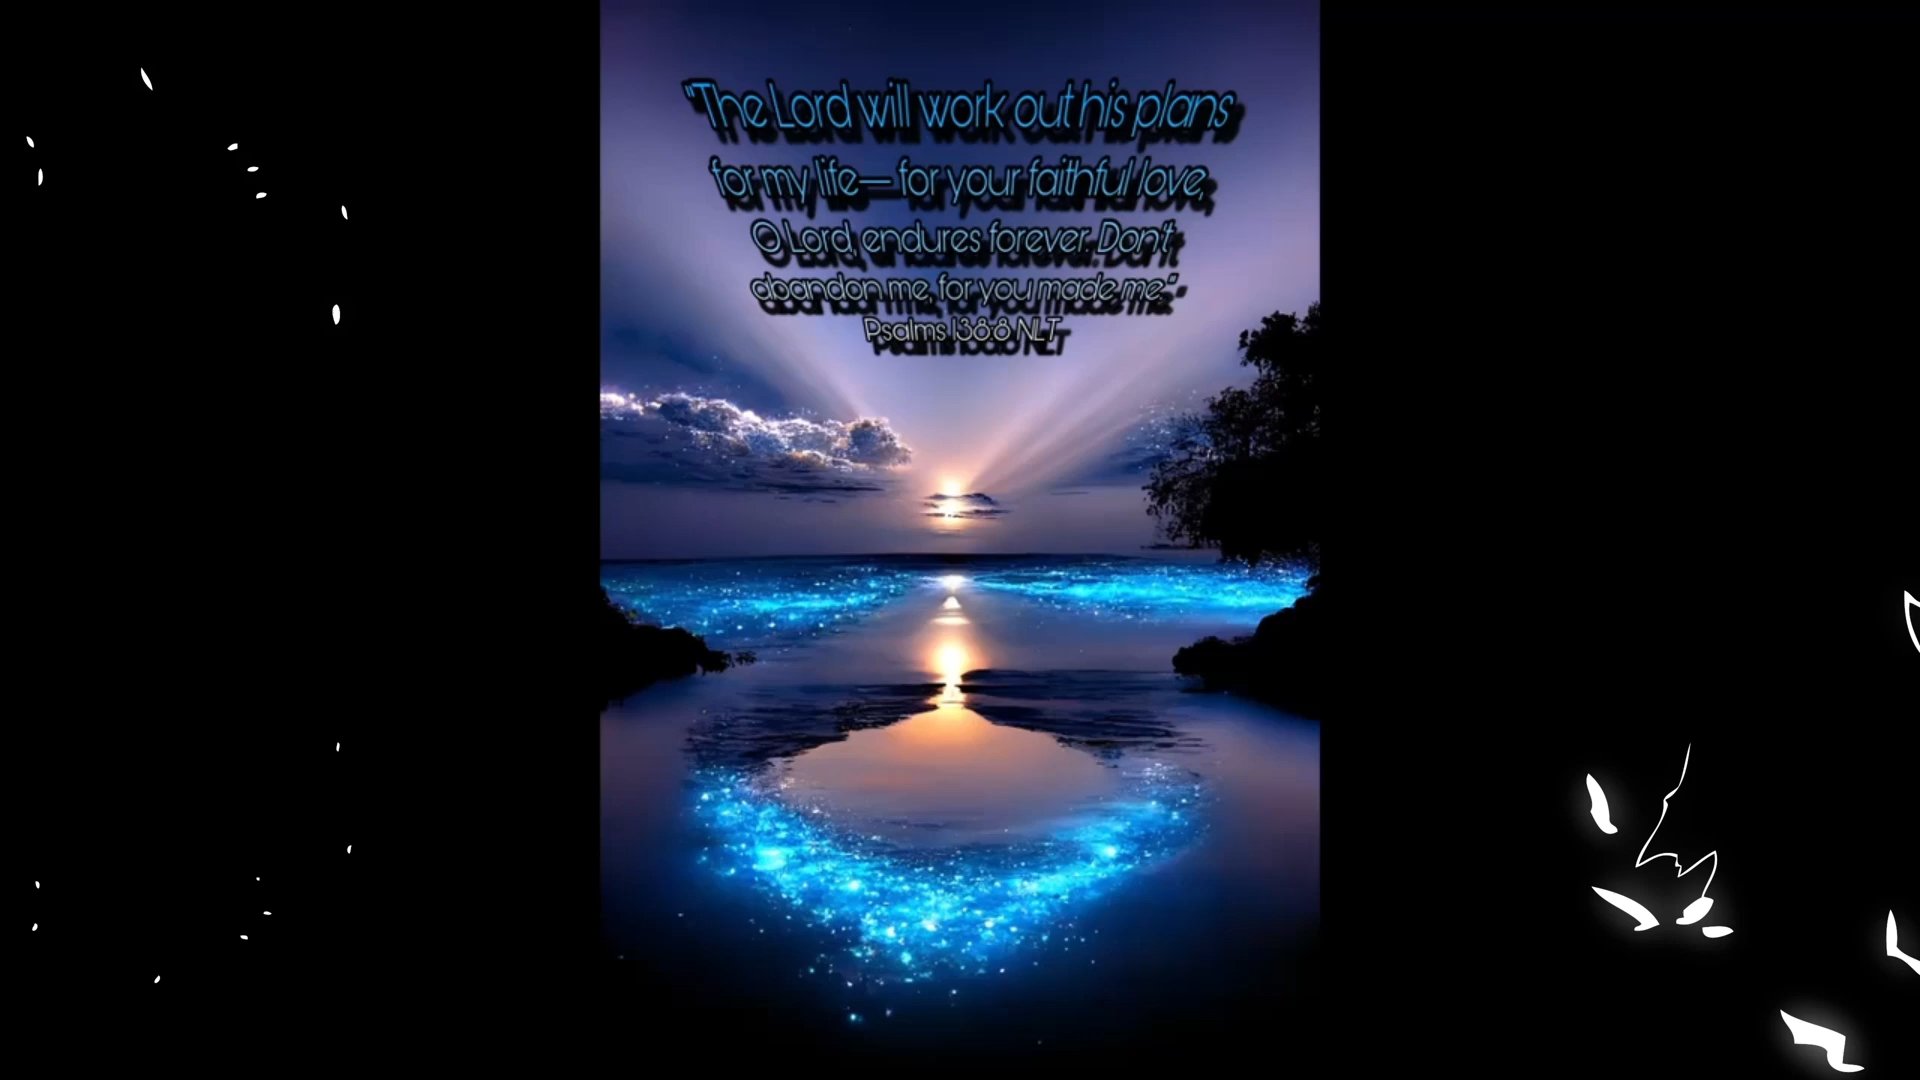 "The Lord will work out his plans
for my life— for your faithful love,
O Lord, endures forever. Don't
abandon me, for you made me."-
Psalms 138:8 NLT